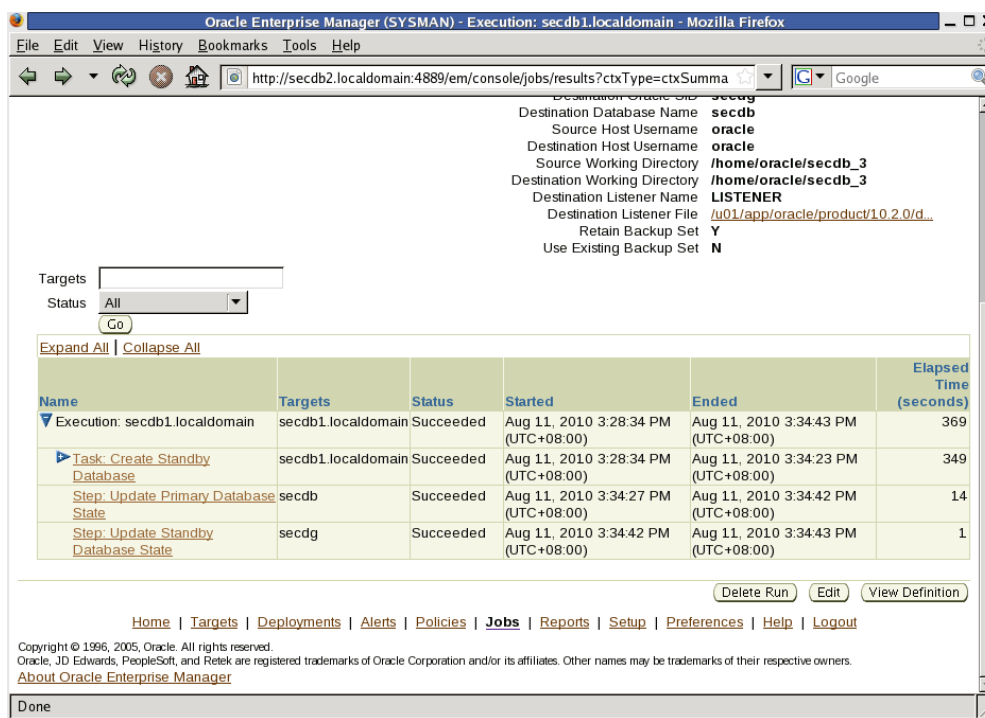 Oracle Enterprise Manager (SYSMAN) - Execution: secdb1.localdomain - Mozilla Firefox
File Edit View History Bookmarks Tools Help
http://secdb2.localdomain:4889/em/console/jobs/results?ctxType=ctxSumma
G Google
Destination Oracle SID secdg
Destination Database Name secdb
Source Host Username oracle
Destination Host Username oracle
Source Working Directory /home/oracle/secdb_3
Destination Working Directory /home/oracle/secdb_3
Destination Listener Name LISTENER
Destination Listener File /u01/app/oracle/product/10.2.0/d...
Retain Backup Set Y
Use Existing Backup Set N
Targets
Status All
Go
Expand All | Collapse All
Elapsed
Time
Name Targets Status Started Ended (seconds)
Execution: secdb1.localdomain secdb1.localdomain Succeeded Aug 11, 2010 3:28:34 PM Aug 11, 2010 3:34:43 PM 369
(UTC+08:00) (UTC+08:00)
Task: Create Standby secdb1.localdomain Succeeded Aug 11, 2010 3:28:34 PM Aug 11, 2010 3:34:23 PM 349
Database (UTC+08:00) (UTC+08:00)
Step: Update Primary Database secdb Succeeded Aug 11, 2010 3:34:27 PM Aug 11, 2010 3:34:42 PM 14
State (UTC+08:00) (UTC+08:00)
Step: Update Standby secdg Succeeded Aug 11, 2010 3:34:42 PM Aug 11, 2010 3:34:43 PM 1
Database State (UTC+08:00) (UTC+08:00)
Delete Run Edit View Definition
Home | Targets | Deployments | Alerts | Policies | Jobs | Reports | Setup | Preferences | Help | Logout
Copyright © 1996, 2005, Oracle. All rights reserved.
Oracle, JD Edwards, PeopleSoft, and Retek are registered trademarks of Oracle Corporation and/or its affiliates. Other names may be trademarks of their respective owners.
About Oracle Enterprise Manager
Done